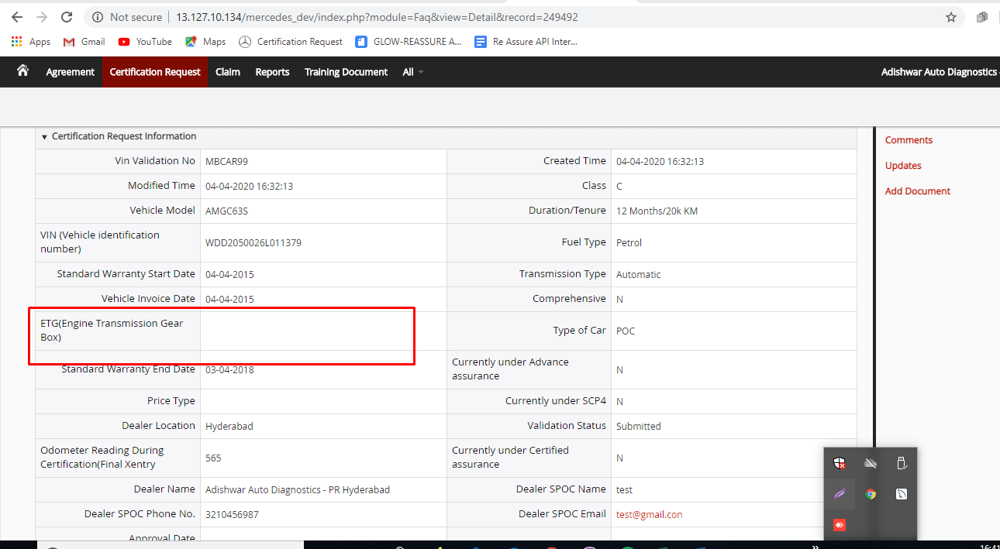 Not secure | 13.127.10.134/mercedes_dev/index.php?module=Faq&view=Detail&record=249492
Apps Gmail YouTube Maps Certification Request GLOW-REASSURE A... Re Assure API Inter...
Agreement Certification Request Claim Reports Training Document All Adishwar Auto Diagnostics
Certification Request Information
Vin Validation No MBCAR99 Created Time 04-04-2020 16:32:13
Modified Time 04-04-2020 16:32:13 Class C
Vehicle Model AMGC63S Duration/Tenure 12 Months/20k KM
VIN (Vehicle identification
number) WDD2050026L011379 Fuel Type Petrol
Standard Warranty Start Date 04-04-2015 Transmission Type Automatic
Vehicle Invoice Date 04-04-2015 Comprehensive N
ETG(Engine Transmission Gear
Box) Type of Car POC
Standard Warranty End Date 03-04-2018 Currently under Advance
assurance N
Price Type Currently under SCP4 N
Dealer Location Hyderabad Validation Status Submitted
Odometer Reading During
Certification(Final Xentry 565 Currently under Certified
assurance N
Dealer Name Adishwar Auto Diagnostics - PR Hyderabad Dealer SPOC Name test
Dealer SPOC Phone No. 3210456987 Dealer SPOC Email test@gmail.con
Approval Date
Comments
Updates
Add Document
16:41